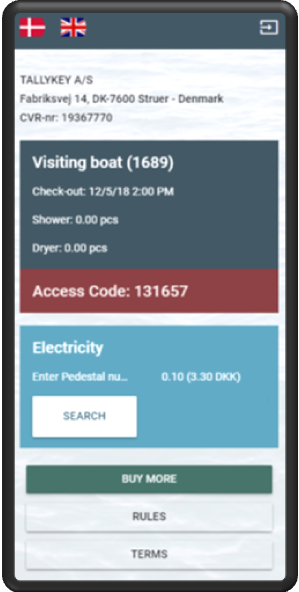 TALLYKEY A/S
Fabriksvej 14, DK-7600 Struer - Denmark
CVR-nr: 19367770
Visiting boat (1689)
Check-out: 12/5/18 2:00 PM
Shower: 0.00 pcs
Dryer: 0.00 pcs
Access Code: 131657
Electricity
Enter Pedestal nu... 0.10 (3.30 DKK)
SEARCH
BUY MORE
RULES
TERMS